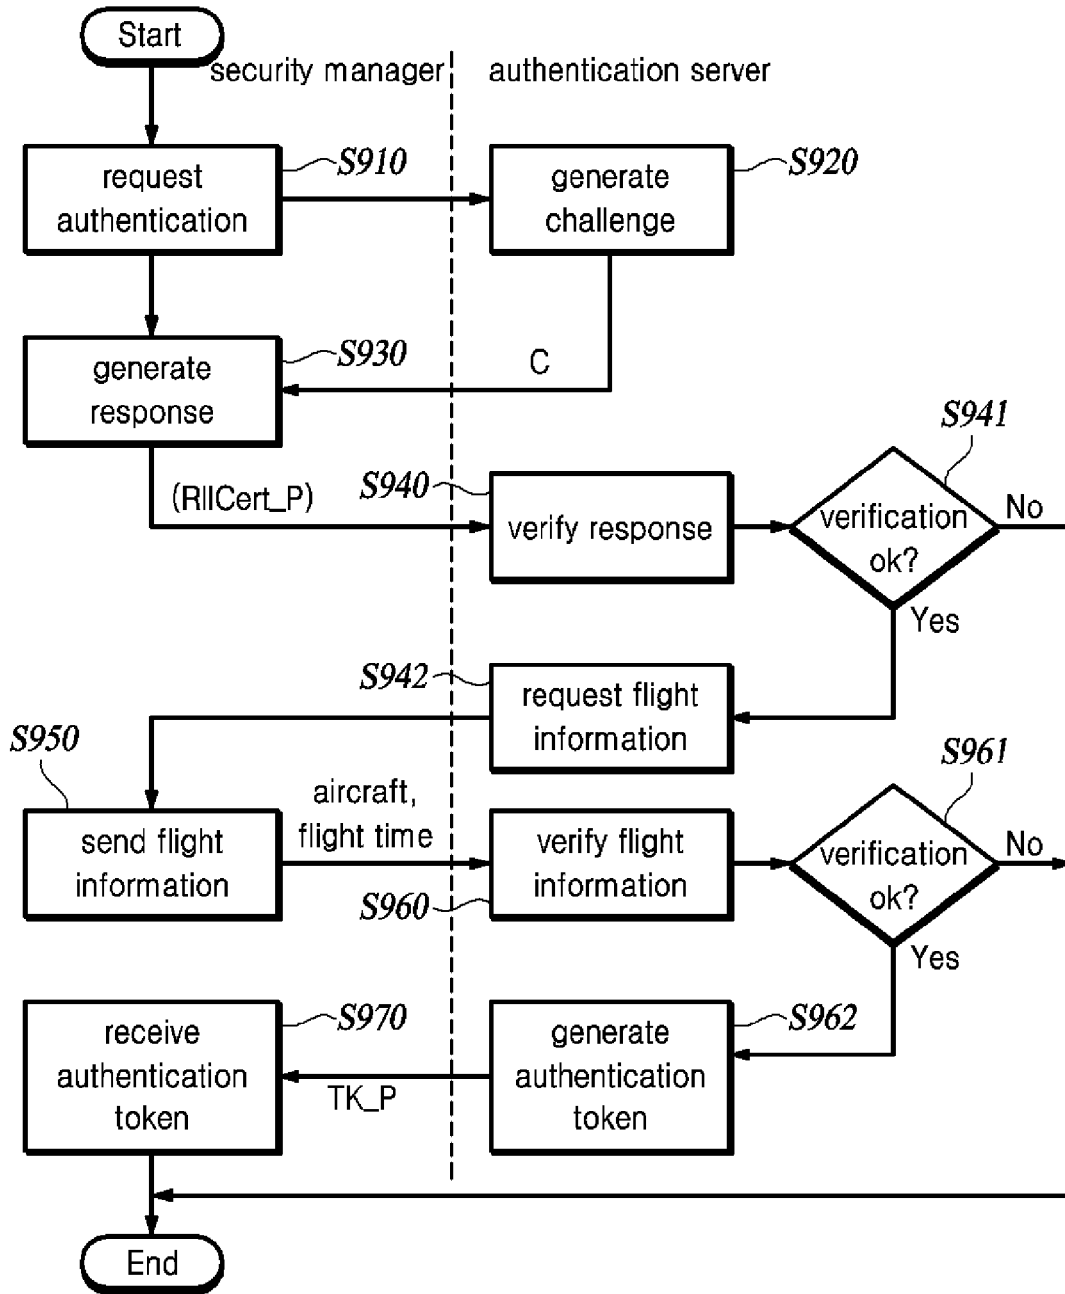 Start
security manager
authentication server
request
authentication
S910
generate
challenge
S920
generate
response
S930
C
(RIICert_P)
S940
verify response
S941
verification
ok?
No
Yes
S942
request flight
information
S950
send flight
information
aircraft,
flight time
verify flight
information
S960
S961
verification
ok?
No
Yes
receive
authentication
token
S970
TK_P
generate
authentication
token
S962
End